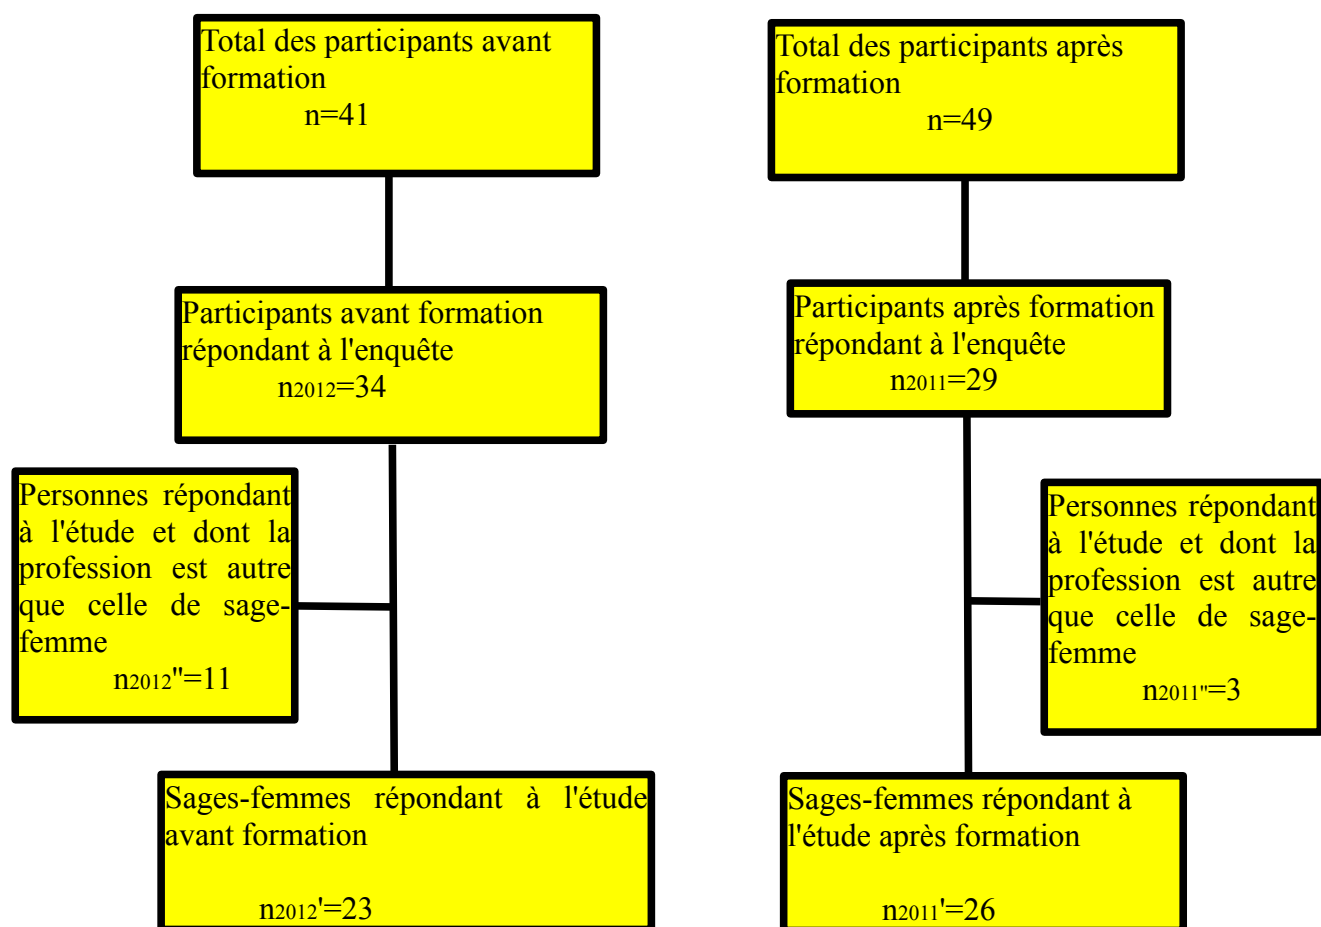 Total des participants avant
formation
n=41
Total des participants après
formation
n=49
Participants avant formation
répondant à l'enquête
n2012=34
Participants après formation
répondant à l'enquête
n2011=29
Personnes répondant
à l'étude et dont la
profession est autre
que celle de sage-
femme
n2012"=11
Personnes répondant
à l'étude et dont la
profession est autre
que celle de sage-
femme
n2011"=3
Sages-femmes répondant à l'étude
avant formation
n2012'=23
Sages-femmes répondant à
l'étude après formation
n2011'=26